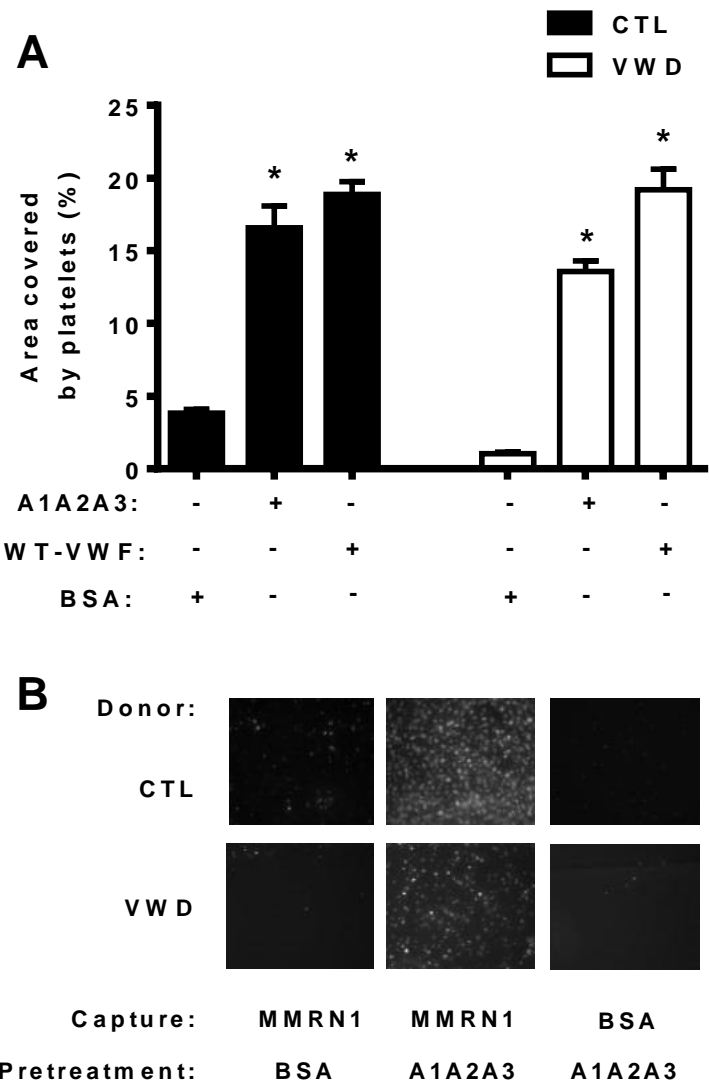 CTL
A
VWD
25
20
15
10
5
0
Area covered
by platelets (%)
* * * *
A1A2A3: - + - - + -
WT-VWF: - - + - - +
BSA: + - - + - -
B
Donor:
CTL
VWD
Capture: MMRN1 MMRN1 BSA
Pretreatment: BSA A1A2A3 A1A2A3